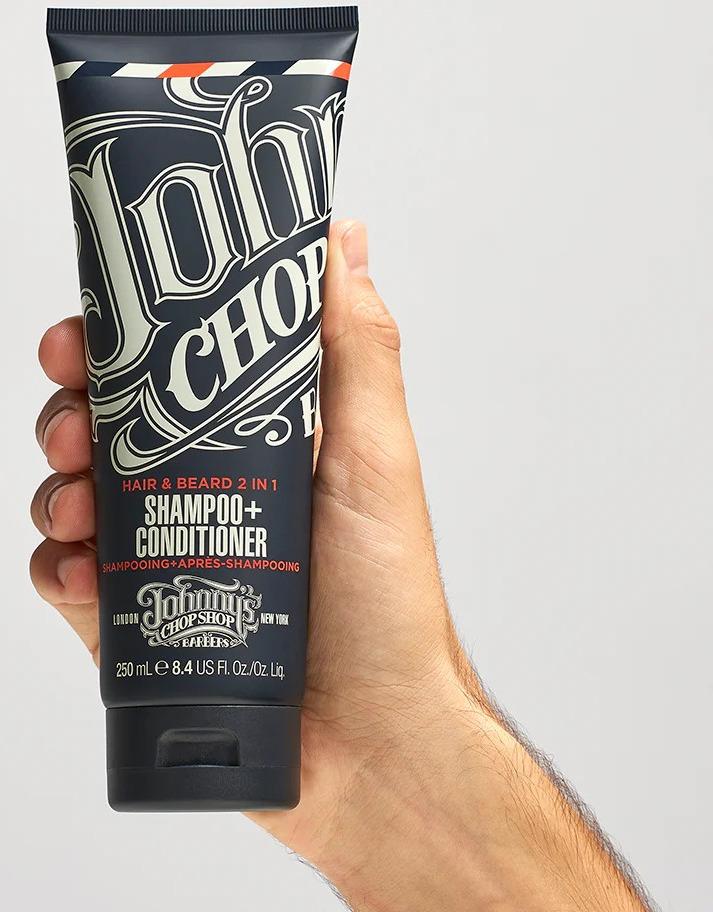 John
CHOP
HAIR & BEARD 2 IN 1
SHAMPOO+
CONDITIONER
SHAMPOOING+APRÈS-SHAMPOOING
LONDON Johnny's NEW YORK
CHOP SHOP
BARBERS
250 mL ℮ 8.4 US Fl. Oz./Oz. Liq.